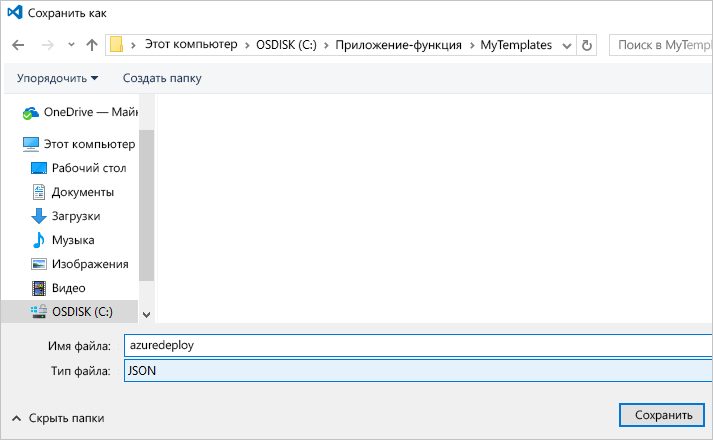 Сохранить как
Этот компьютер OSDISK (C:) Приложение-функция MyTemplates Поиск в MyTemp
Упорядочить Создать папку
OneDrive — Майк
Этот компьютер
Рабочий стол
Документы
Загрузки
Музыка
Изображения
Видео
OSDISK (C:)
Имя файла: azuredeploy
Тип файла: JSON
Скрыть папки Сохранить